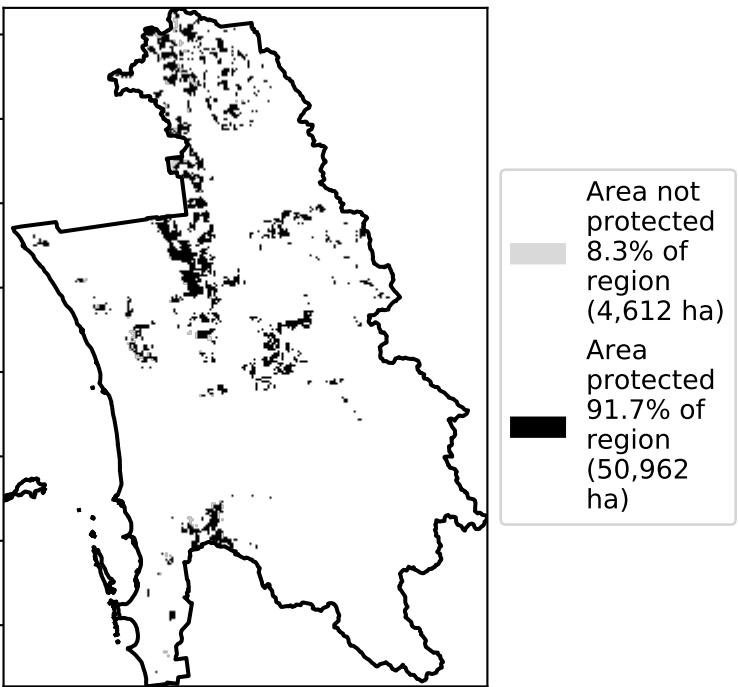 Area not
protected
8.3% of
region
(4,612 ha)
Area
protected
91.7% of
region
(50,962
ha)